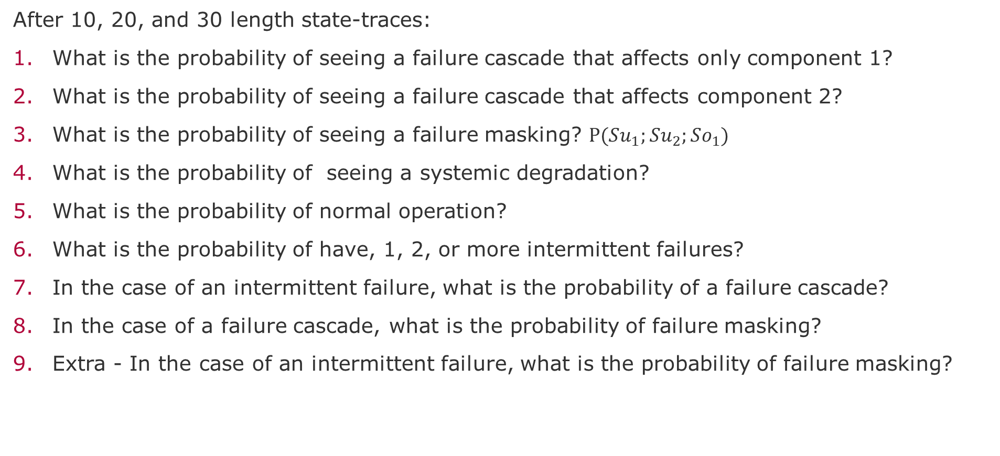 After 10, 20, and 30 length state-traces:
1. What is the probability of seeing a failure cascade that affects only component 1?
2. What is the probability of seeing a failure cascade that affects component 2?
3. What is the probability of seeing a failure masking? P(Su₁; Su₂; So₁)
4. What is the probability of  seeing a systemic degradation?
5. What is the probability of normal operation?
6. What is the probability of have, 1, 2, or more intermittent failures?
7. In the case of an intermittent failure, what is the probability of a failure cascade?
8. In the case of a failure cascade, what is the probability of failure masking?
9. Extra - In the case of an intermittent failure, what is the probability of failure masking?